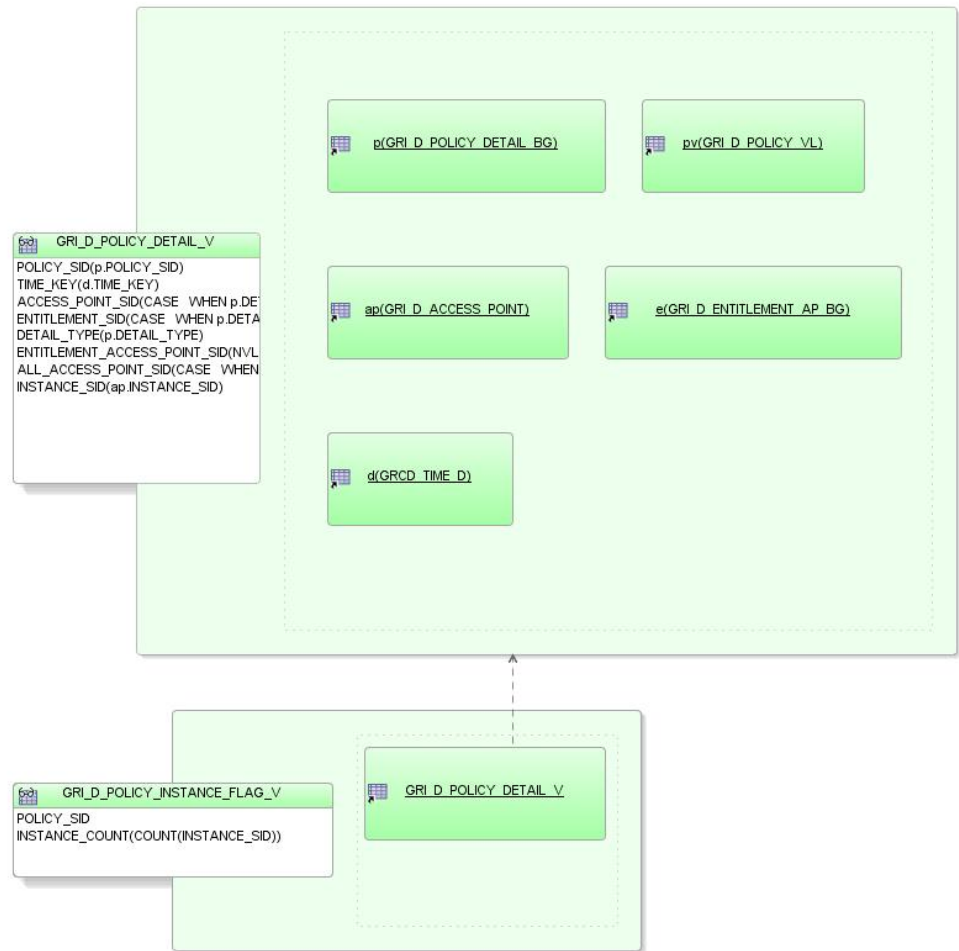 p(GRI_D_POLICY_DETAIL_BG)
pv(GRI_D_POLICY_VL)
GRI_D_POLICY_DETAIL_V
POLICY_SID(p.POLICY_SID)
TIME_KEY(d.TIME_KEY)
ACCESS_POINT_SID(CASE WHEN p.DET
ENTITLEMENT_SID(CASE WHEN p.DETA
DETAIL_TYPE(p.DETAIL_TYPE)
ENTITLEMENT_ACCESS_POINT_SID(NVL
ALL_ACCESS_POINT_SID(CASE WHEN
INSTANCE_SID(ap.INSTANCE_SID)
ap(GRI_D_ACCESS_POINT)
e(GRI_D_ENTITLEMENT_AP_BG)
d(GRCD_TIME_D)
GRI_D_POLICY_INSTANCE_FLAG_V
POLICY_SID
INSTANCE_COUNT(COUNT(INSTANCE_SID))
GRI_D_POLICY_DETAIL_V